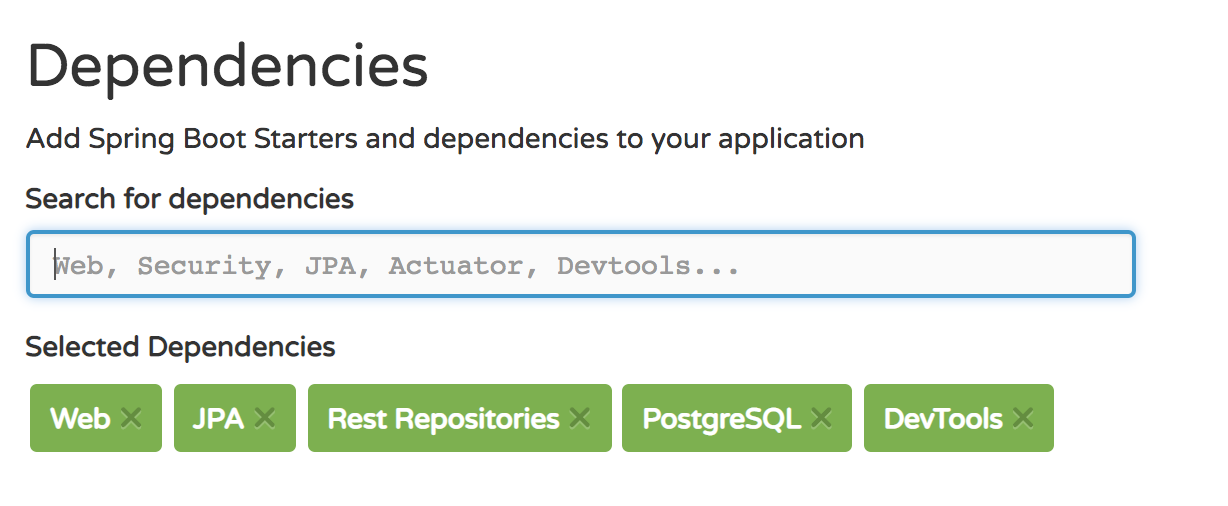 Dependencies
Add Spring Boot Starters and dependencies to your application
Search for dependencies
Web, Security, JPA, Actuator, Devtools...
Selected Dependencies
Web × JPA × Rest Repositories × PostgreSQL × DevTools ×